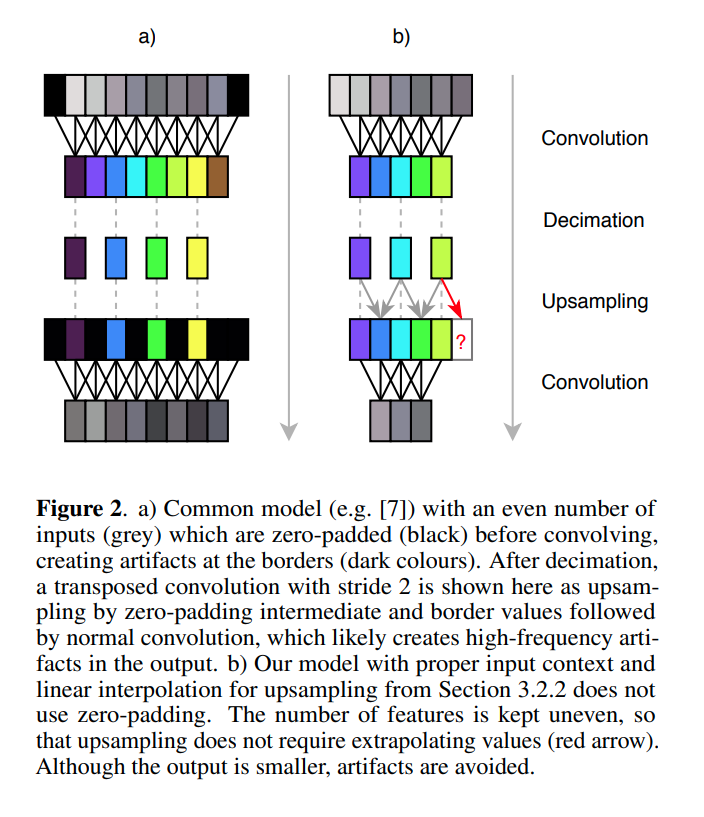 a)
b)
Convolution
Decimation
Upsampling
?
Convolution
Figure 2. a) Common model (e.g. [7]) with an even number of
inputs (grey) which are zero-padded (black) before convolving,
creating artifacts at the borders (dark colours). After decimation,
a transposed convolution with stride 2 is shown here as upsam-
pling by zero-padding intermediate and border values followed
by normal convolution, which likely creates high-frequency arti-
facts in the output. b) Our model with proper input context and
linear interpolation for upsampling from Section 3.2.2 does not
use zero-padding. The number of features is kept uneven, so
that upsampling does not require extrapolating values (red arrow).
Although the output is smaller, artifacts are avoided.